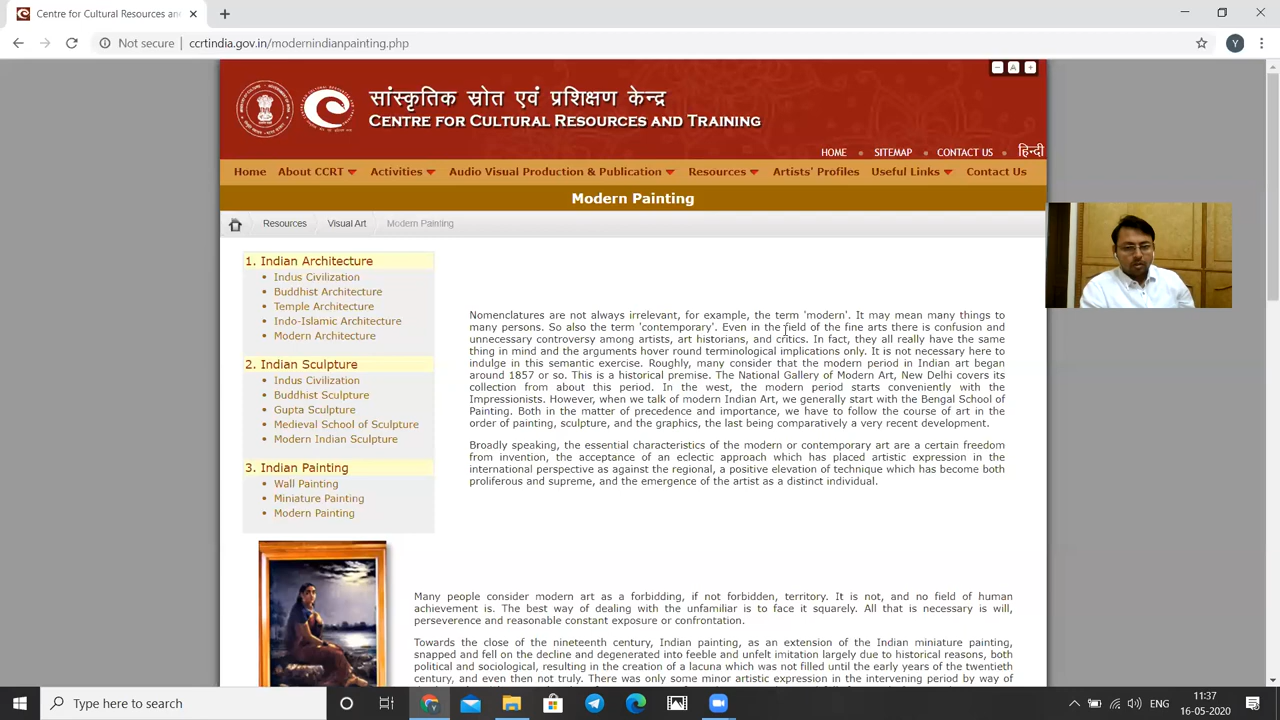 Centre for Cultural Resources an
Not secure
ccrtindia.gov.in/modernindianpainting.php
Y
− A +
सांस्कृतिक स्रोत एवं प्रशिक्षण केन्द्र
CENTRE FOR CULTURAL RESOURCES AND TRAINING
HOME SITEMAP CONTACT US हिन्दी
Home About CCRT Activities Audio Visual Production & Publication Resources Artists' Profiles Useful Links Contact Us
Modern Painting
Resources Visual Art Modern Painting
1. Indian Architecture
Indus Civilization
Buddhist Architecture
Temple Architecture
Indo-Islamic Architecture
Modern Architecture
2. Indian Sculpture
Indus Civilization
Buddhist Sculpture
Gupta Sculpture
Medieval School of Sculpture
Modern Indian Sculpture
3. Indian Painting
Wall Painting
Miniature Painting
Modern Painting
Nomenclatures are not always irrelevant, for example, the term 'modern'. It may mean many things to
many persons. So also the term 'contemporary'. Even in the field of the fine arts there is confusion and
unnecessary controversy among artists, art historians, and critics. In fact, they all really have the same
thing in mind and the arguments hover round terminological implications only. It is not necessary here to
indulge in this semantic exercise. Roughly, many consider that the modern period in Indian art began
around 1857 or so. This is a historical premise. The National Gallery of Modern Art, New Delhi covers its
collection from about this period. In the west, the modern period starts conveniently with the
Impressionists. However, when we talk of modern Indian Art, we generally start with the Bengal School of
Painting. Both in the matter of precedence and importance, we have to follow the course of art in the
order of painting, sculpture, and the graphics, the last being comparatively a very recent development.
Broadly speaking, the essential characteristics of the modern or contemporary art are a certain freedom
from invention, the acceptance of an eclectic approach which has placed artistic expression in the
international perspective as against the regional, a positive elevation of technique which has become both
proliferous and supreme, and the emergence of the artist as a distinct individual.
Many people consider modern art as a forbidding, if not forbidden, territory. It is not, and no field of human
achievement is. The best way of dealing with the unfamiliar is to face it squarely. All that is necessary is will,
perseverence and reasonable constant exposure or confrontation.
Towards the close of the nineteenth century, Indian painting, as an extension of the Indian miniature painting,
snapped and fell on the decline and degenerated into feeble and unfelt imitation largely due to historical reasons, both
political and sociological, resulting in the creation of a lacuna which was not filled until the early years of the twentieth
century, and even then not truly. There was only some minor artistic expression in the intervening period by way of
Type here to search
ENG
11:37
16-05-2020